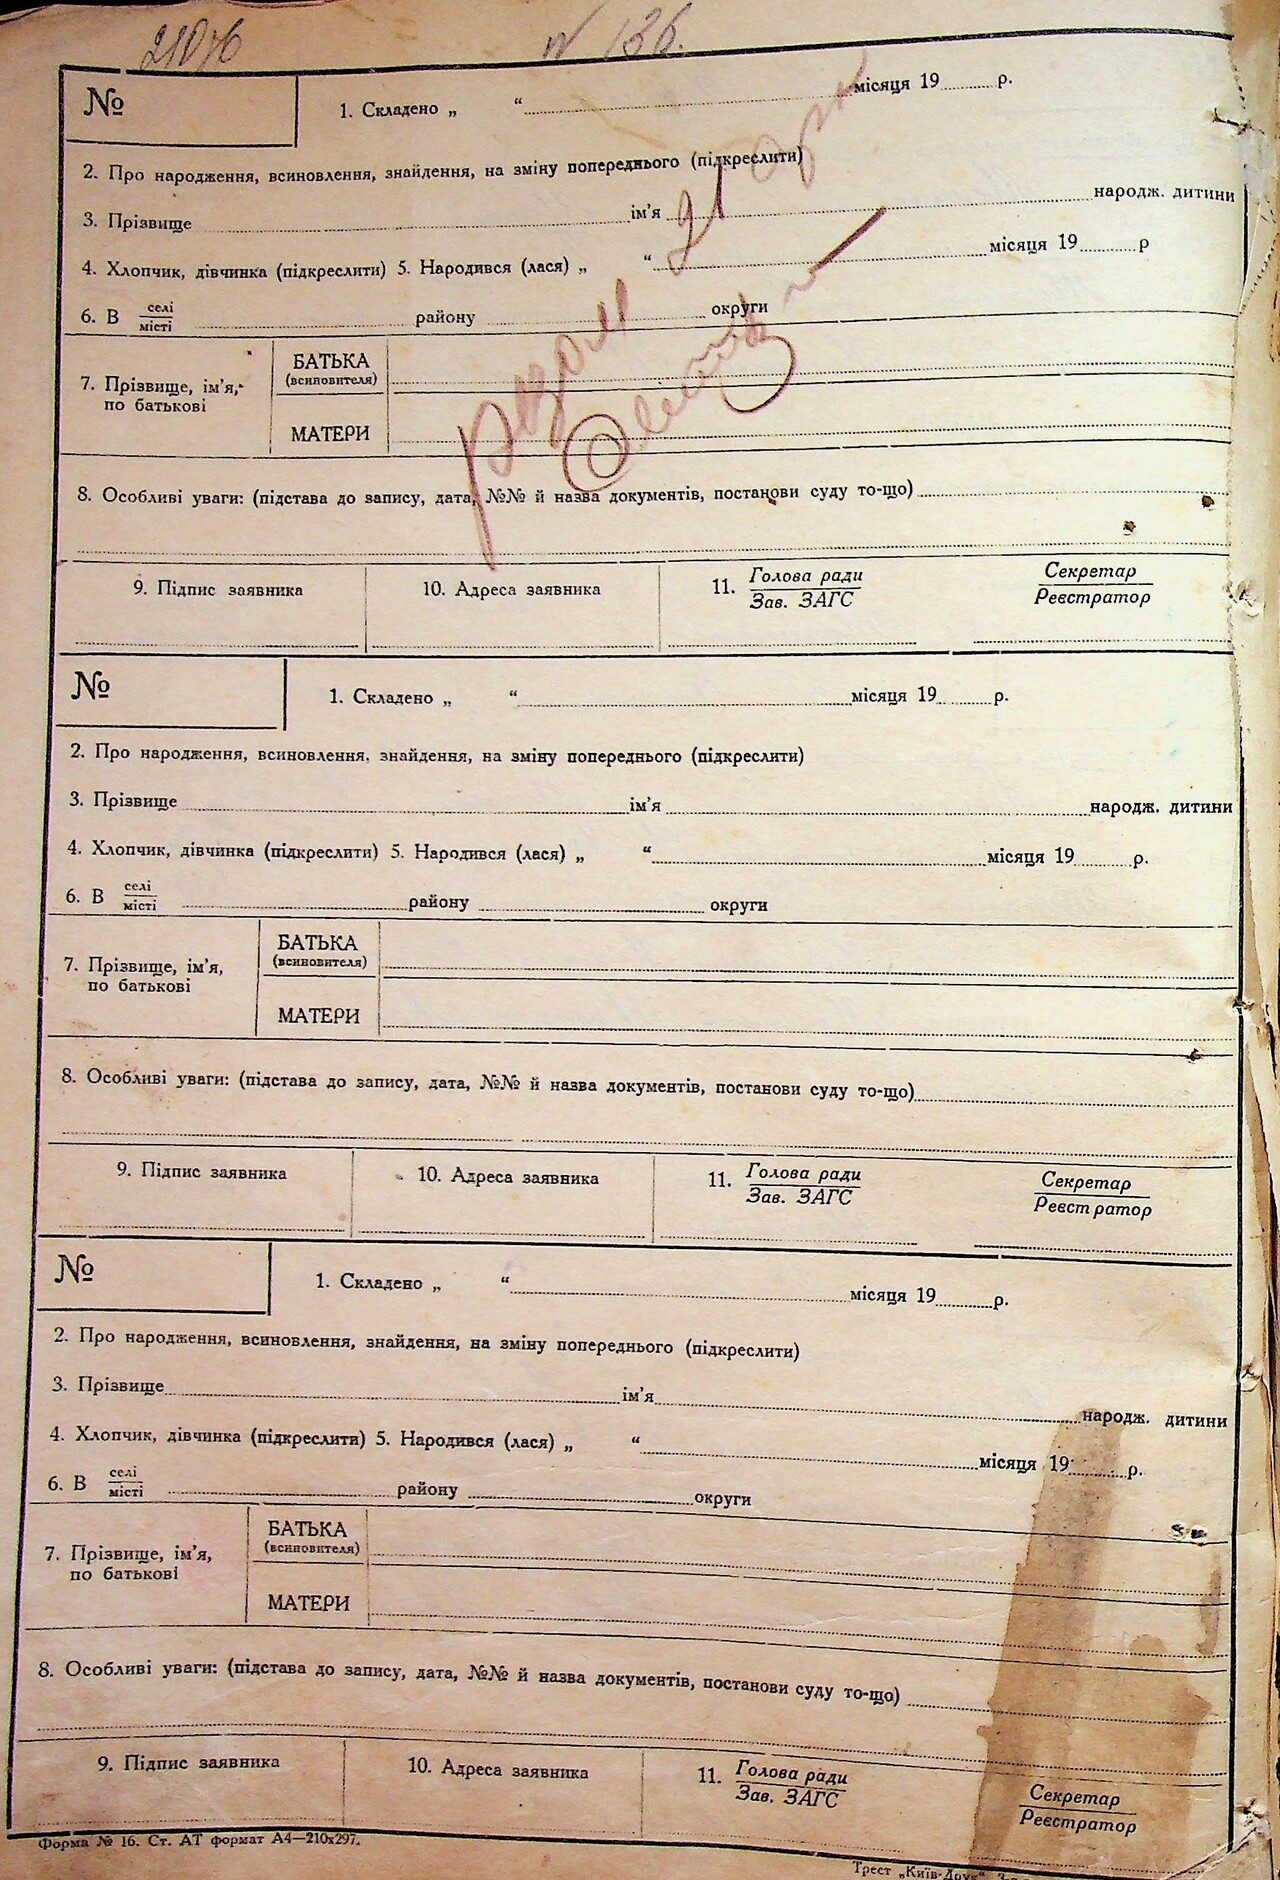 № 136.
№
1. Складено „ “ місяця 19 р.
2. Про народження, всиновлення, знайдення, на зміну попереднього (підкреслити)
3. Прізвище ім'я народж. дитини
4. Хлопчик, дівчинка (підкреслити) 5. Народився (лася) „ “ місяця 19 р
6. В селі місті району округи
7. Прізвище, ім'я, по батькові
БАТЬКА
(всиновителя)
МАТЕРИ
8. Особливі уваги: (підстава до запису, дата, №№ й назва документів, постанови суду то-що)
9. Підпис заявника 10. Адреса заявника 11. Голова ради Зав. ЗАГС Секретар Реєстратор
№
1. Складено „ “ місяця 19 р.
2. Про народження, всиновлення, знайдення, на зміну попереднього (підкреслити)
3. Прізвище ім'я народж. дитини
4. Хлопчик, дівчинка (підкреслити) 5. Народився (лася) „ “ місяця 19 р.
6. В селі місті району округи
7. Прізвище, ім'я, по батькові
БАТЬКА
(всиновителя)
МАТЕРИ
8. Особливі уваги: (підстава до запису, дата, №№ й назва документів, постанови суду то-що)
9. Підпис заявника 10. Адреса заявника 11. Голова ради Зав. ЗАГС Секретар Реєстратор
№
1. Складено „ “ місяця 19 р.
2. Про народження, всиновлення, знайдення, на зміну попереднього (підкреслити)
3. Прізвище ім'я народж. дитини
4. Хлопчик, дівчинка (підкреслити) 5. Народився (лася) „ “ місяця 19 р.
6. В селі місті району округи
7. Прізвище, ім'я, по батькові
БАТЬКА
(всиновителя)
МАТЕРИ
8. Особливі уваги: (підстава до запису, дата, №№ й назва документів, постанови суду то-що)
9. Підпис заявника 10. Адреса заявника 11. Голова ради Зав. ЗАГС Секретар Реєстратор
Форма № 16. Ст. АТ формат А4—210x297.
Трест „Київ-Друк“